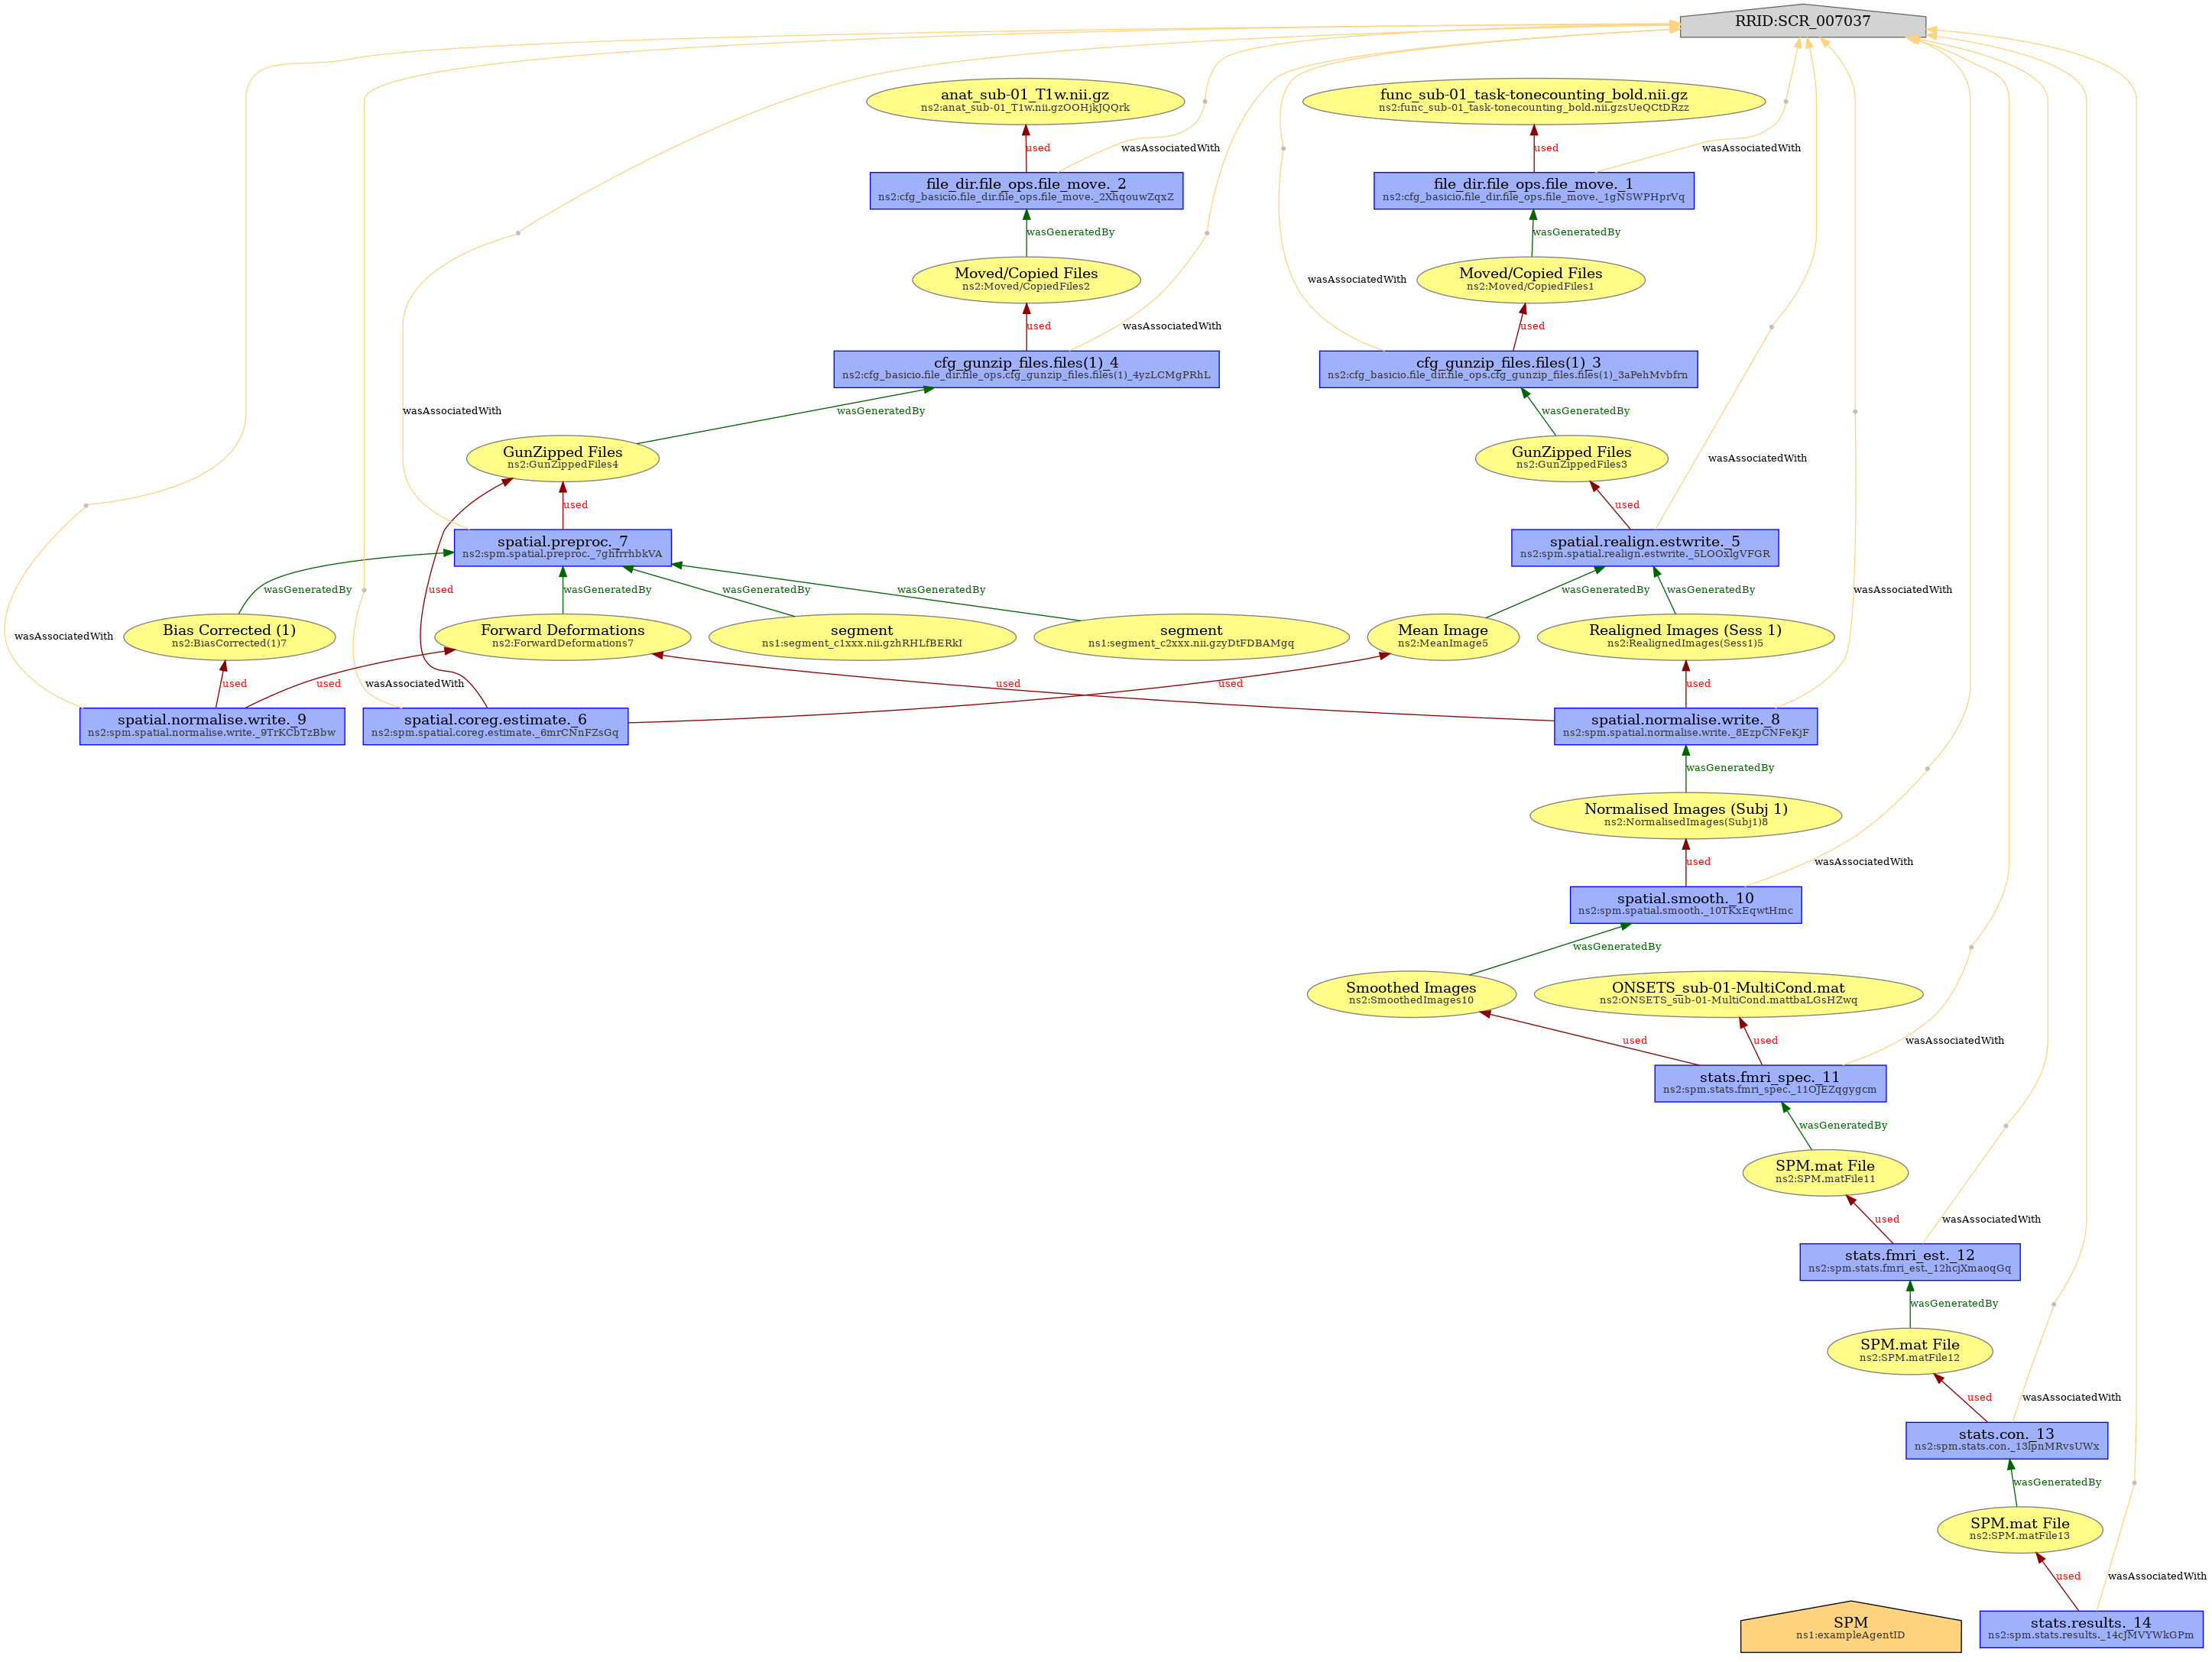 RRID:SCR_007037
anat_sub-01_T1w.nii.gz
ns2:anat_sub-01_T1w.nii.gzOOHjkJQQrk
func_sub-01_task-tonecounting_bold.nii.gz
ns2:func_sub-01_task-tonecounting_bold.nii.gzsUeQCtDRzz
used
wasAssociatedWith
used
wasAssociatedWith
file_dir.file_ops.file_move._2
ns2:cfg_basicio.file_dir.file_ops.file_move._2XhqouwZqxZ
file_dir.file_ops.file_move._1
ns2:cfg_basicio.file_dir.file_ops.file_move._1gNSWPHprVq
wasGeneratedBy
wasGeneratedBy
Moved/Copied Files
ns2:Moved/CopiedFiles2
Moved/Copied Files
ns2:Moved/CopiedFiles1
wasAssociatedWith
used
wasAssociatedWith
used
cfg_gunzip_files.files(1)_4
ns2:cfg_basicio.file_dir.file_ops.cfg_gunzip_files.files(1)_4yzLCMgPRhL
cfg_gunzip_files.files(1)_3
ns2:cfg_basicio.file_dir.file_ops.cfg_gunzip_files.files(1)_3aPehMvbfrn
wasAssociatedWith
wasGeneratedBy
wasGeneratedBy
GunZipped Files
ns2:GunZippedFiles4
GunZipped Files
ns2:GunZippedFiles3
wasAssociatedWith
used
used
spatial.preproc._7
ns2:spm.spatial.preproc._7ghfrrhbkVA
spatial.realign.estwrite._5
ns2:spm.spatial.realign.estwrite._5LOOxlgVFGR
wasGeneratedBy
used
wasGeneratedBy
wasGeneratedBy
wasGeneratedBy
wasGeneratedBy
wasGeneratedBy
wasAssociatedWith
Bias Corrected (1)
ns2:BiasCorrected(1)7
Forward Deformations
ns2:ForwardDeformations7
segment
ns1:segment_c1xxx.nii.gzhRHLfBERkI
segment
ns1:segment_c2xxx.nii.gzyDtFDBAMgq
Mean Image
ns2:MeanImage5
Realigned Images (Sess 1)
ns2:RealignedImages(Sess1)5
wasAssociatedWith
used
used
wasAssociatedWith
used
used
used
spatial.normalise.write._9
ns2:spm.spatial.normalise.write._9TrKCbTzBbw
spatial.coreg.estimate._6
ns2:spm.spatial.coreg.estimate._6mrCNnFZsGq
spatial.normalise.write._8
ns2:spm.spatial.normalise.write._8EzpCNFeKjF
wasGeneratedBy
Normalised Images (Subj 1)
ns2:NormalisedImages(Subj1)8
used
wasAssociatedWith
spatial.smooth._10
ns2:spm.spatial.smooth._10TKxEqwtHmc
wasGeneratedBy
Smoothed Images
ns2:SmoothedImages10
ONSETS_sub-01-MultiCond.mat
ns2:ONSETS_sub-01-MultiCond.mattbaLGsHZwq
used
used
wasAssociatedWith
stats.fmri_spec._11
ns2:spm.stats.fmri_spec._11OJEZqgygcm
wasGeneratedBy
SPM.mat File
ns2:SPM.matFile11
used
wasAssociatedWith
stats.fmri_est._12
ns2:spm.stats.fmri_est._12hcjXmaoqGq
wasGeneratedBy
SPM.mat File
ns2:SPM.matFile12
used
wasAssociatedWith
stats.con._13
ns2:spm.stats.con._13lpnMRvsUWx
wasGeneratedBy
SPM.mat File
ns2:SPM.matFile13
used
wasAssociatedWith
SPM
ns1:exampleAgentID
stats.results._14
ns2:spm.stats.results._14cJMVYWkGPm